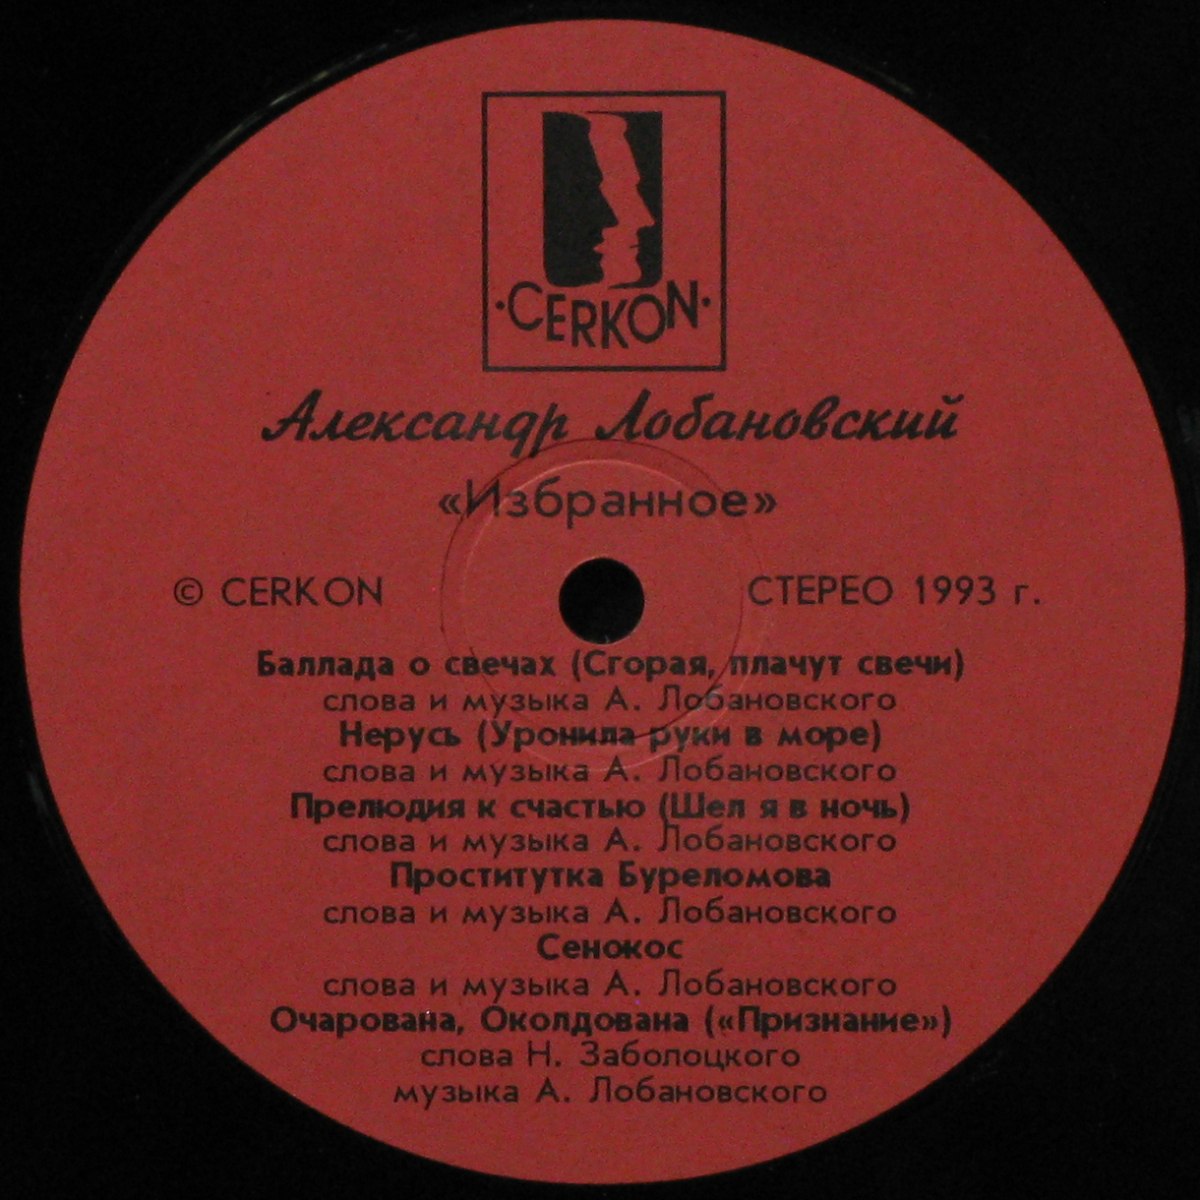 ·CERKON·
Александр Лобановский
«Избранное»
© CERKON СТЕРЕО 1993 г.
Баллада о свечах (Сгорая, плачут свечи)
слова и музыка А. Лобановского
Нерусь (Уронила руки в море)
слова и музыка А. Лобановского
Прелюдия к счастью (Шел я в ночь)
слова и музыка А. Лобановского
Проститутка Буреломова
слова и музыка А. Лобановского
Сенокос
слова и музыка А. Лобановского
Очарована, Околдована («Признание»)
слова Н. Заболоцкого
музыка А. Лобановского